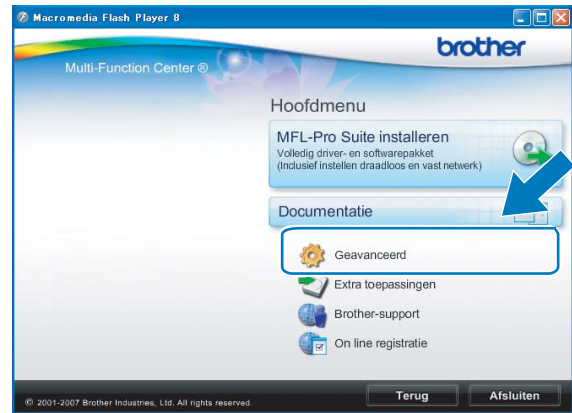 Macromedia Flash Player 8
brother
Multi-Function Center ®
Hoofdmenu
MFL-Pro Suite installeren
Volledig driver- en softwarepakket
(Inclusief instellen draadloos en vast netwerk)
Documentatie
Geavanceerd
Extra toepassingen
Brother-support
On line registratie
© 2001-2007 Brother Industries, Ltd. All rights reserved.
Terug
Afsluiten